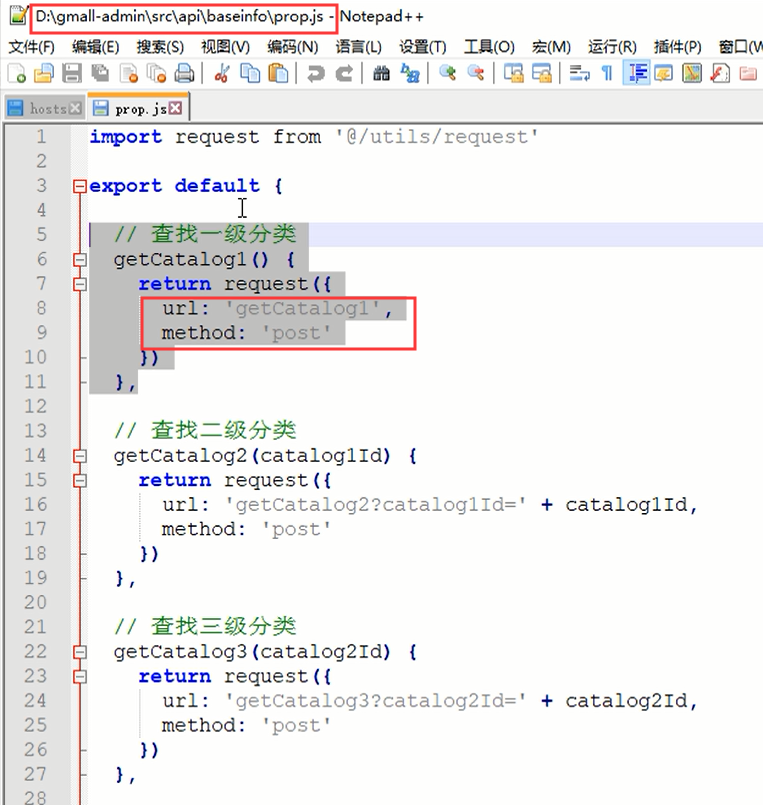 D:\gmall-admin\src\api\baseinfo\prop.js - Notepad++
文件(F) 编辑(E) 搜索(S) 视图(V) 编码(N) 语言(L) 设置(T) 工具(O) 宏(M) 运行(R) 插件(P) 窗口(W
hosts prop.js
1 import request from '@/utils/request'
2
3 export default {
4
5 // 查找一级分类
6 getCatalog1() {
7 return request({
8 url: 'getCatalog1',
9 method: 'post'
10 })
11 },
12
13 // 查找二级分类
14 getCatalog2(catalog1Id) {
15 return request({
16 url: 'getCatalog2?catalog1Id=' + catalog1Id,
17 method: 'post'
18 })
19 },
20
21 // 查找三级分类
22 getCatalog3(catalog2Id) {
23 return request({
24 url: 'getCatalog3?catalog2Id=' + catalog2Id,
25 method: 'post'
26 })
27 },
28